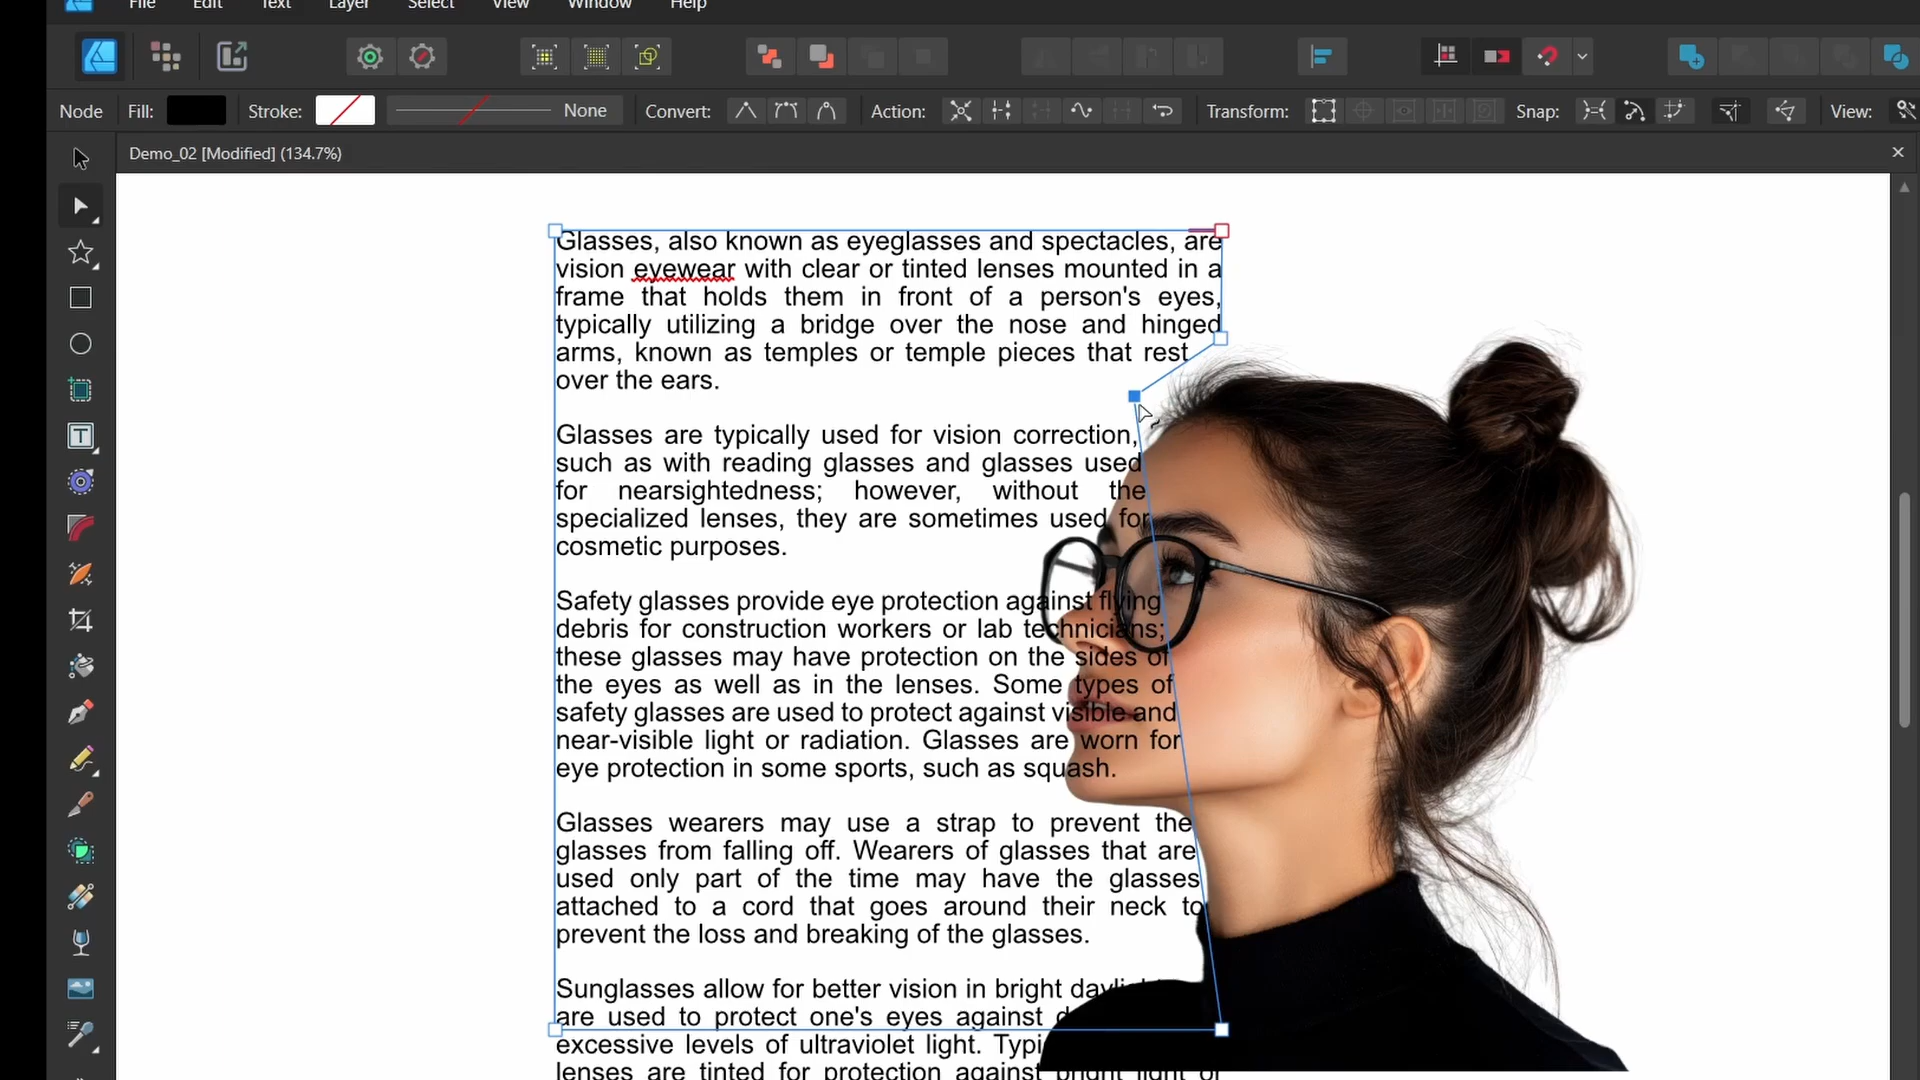 File Edit Text Layer Select View Window Help
Node Fill: Stroke: None Convert: Action: Transform: Snap: View:
Demo_02 [Modified] (134.7%)
Glasses, also known as eyeglasses and spectacles, are
vision eyewear with clear or tinted lenses mounted in a
frame that holds them in front of a person's eyes,
typically utilizing a bridge over the nose and hinged
arms, known as temples or temple pieces that rest
over the ears.
Glasses are typically used for vision correction,
such as with reading glasses and glasses used
for nearsightedness; however, without the
specialized lenses, they are sometimes used for
cosmetic purposes.
Safety glasses provide eye protection against flying
debris for construction workers or lab technicians;
these glasses may have protection on the sides of
the eyes as well as in the lenses. Some types of
safety glasses are used to protect against visible and
near-visible light or radiation. Glasses are worn for
eye protection in some sports, such as squash.
Glasses wearers may use a strap to prevent the
glasses from falling off. Wearers of glasses that are
used only part of the time may have the glasses
attached to a cord that goes around their neck to
prevent the loss and breaking of the glasses.
Sunglasses allow for better vision in bright
are used to protect one's eyes against
excessive levels of ultraviolet light.
lenses are tinted for protection against bright light or